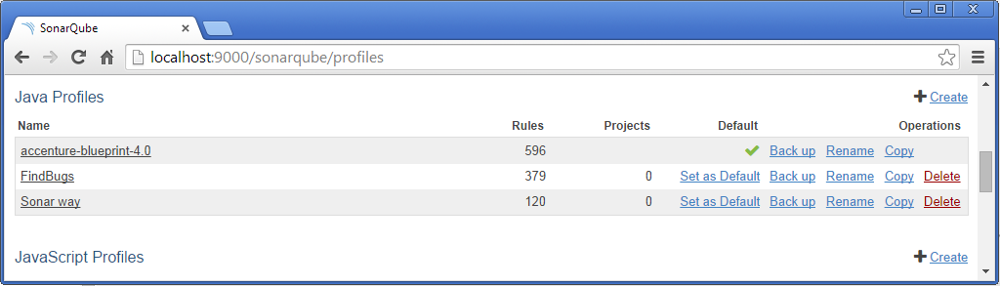 SonarQube
localhost:9000/sonarqube/profiles
Java Profiles Create
Name Rules Projects Default Operations
accenture-blueprint-4.0 596 Back up Rename Copy
FindBugs 379 0 Set as Default Back up Rename Copy Delete
Sonar way 120 0 Set as Default Back up Rename Copy Delete
JavaScript Profiles Create